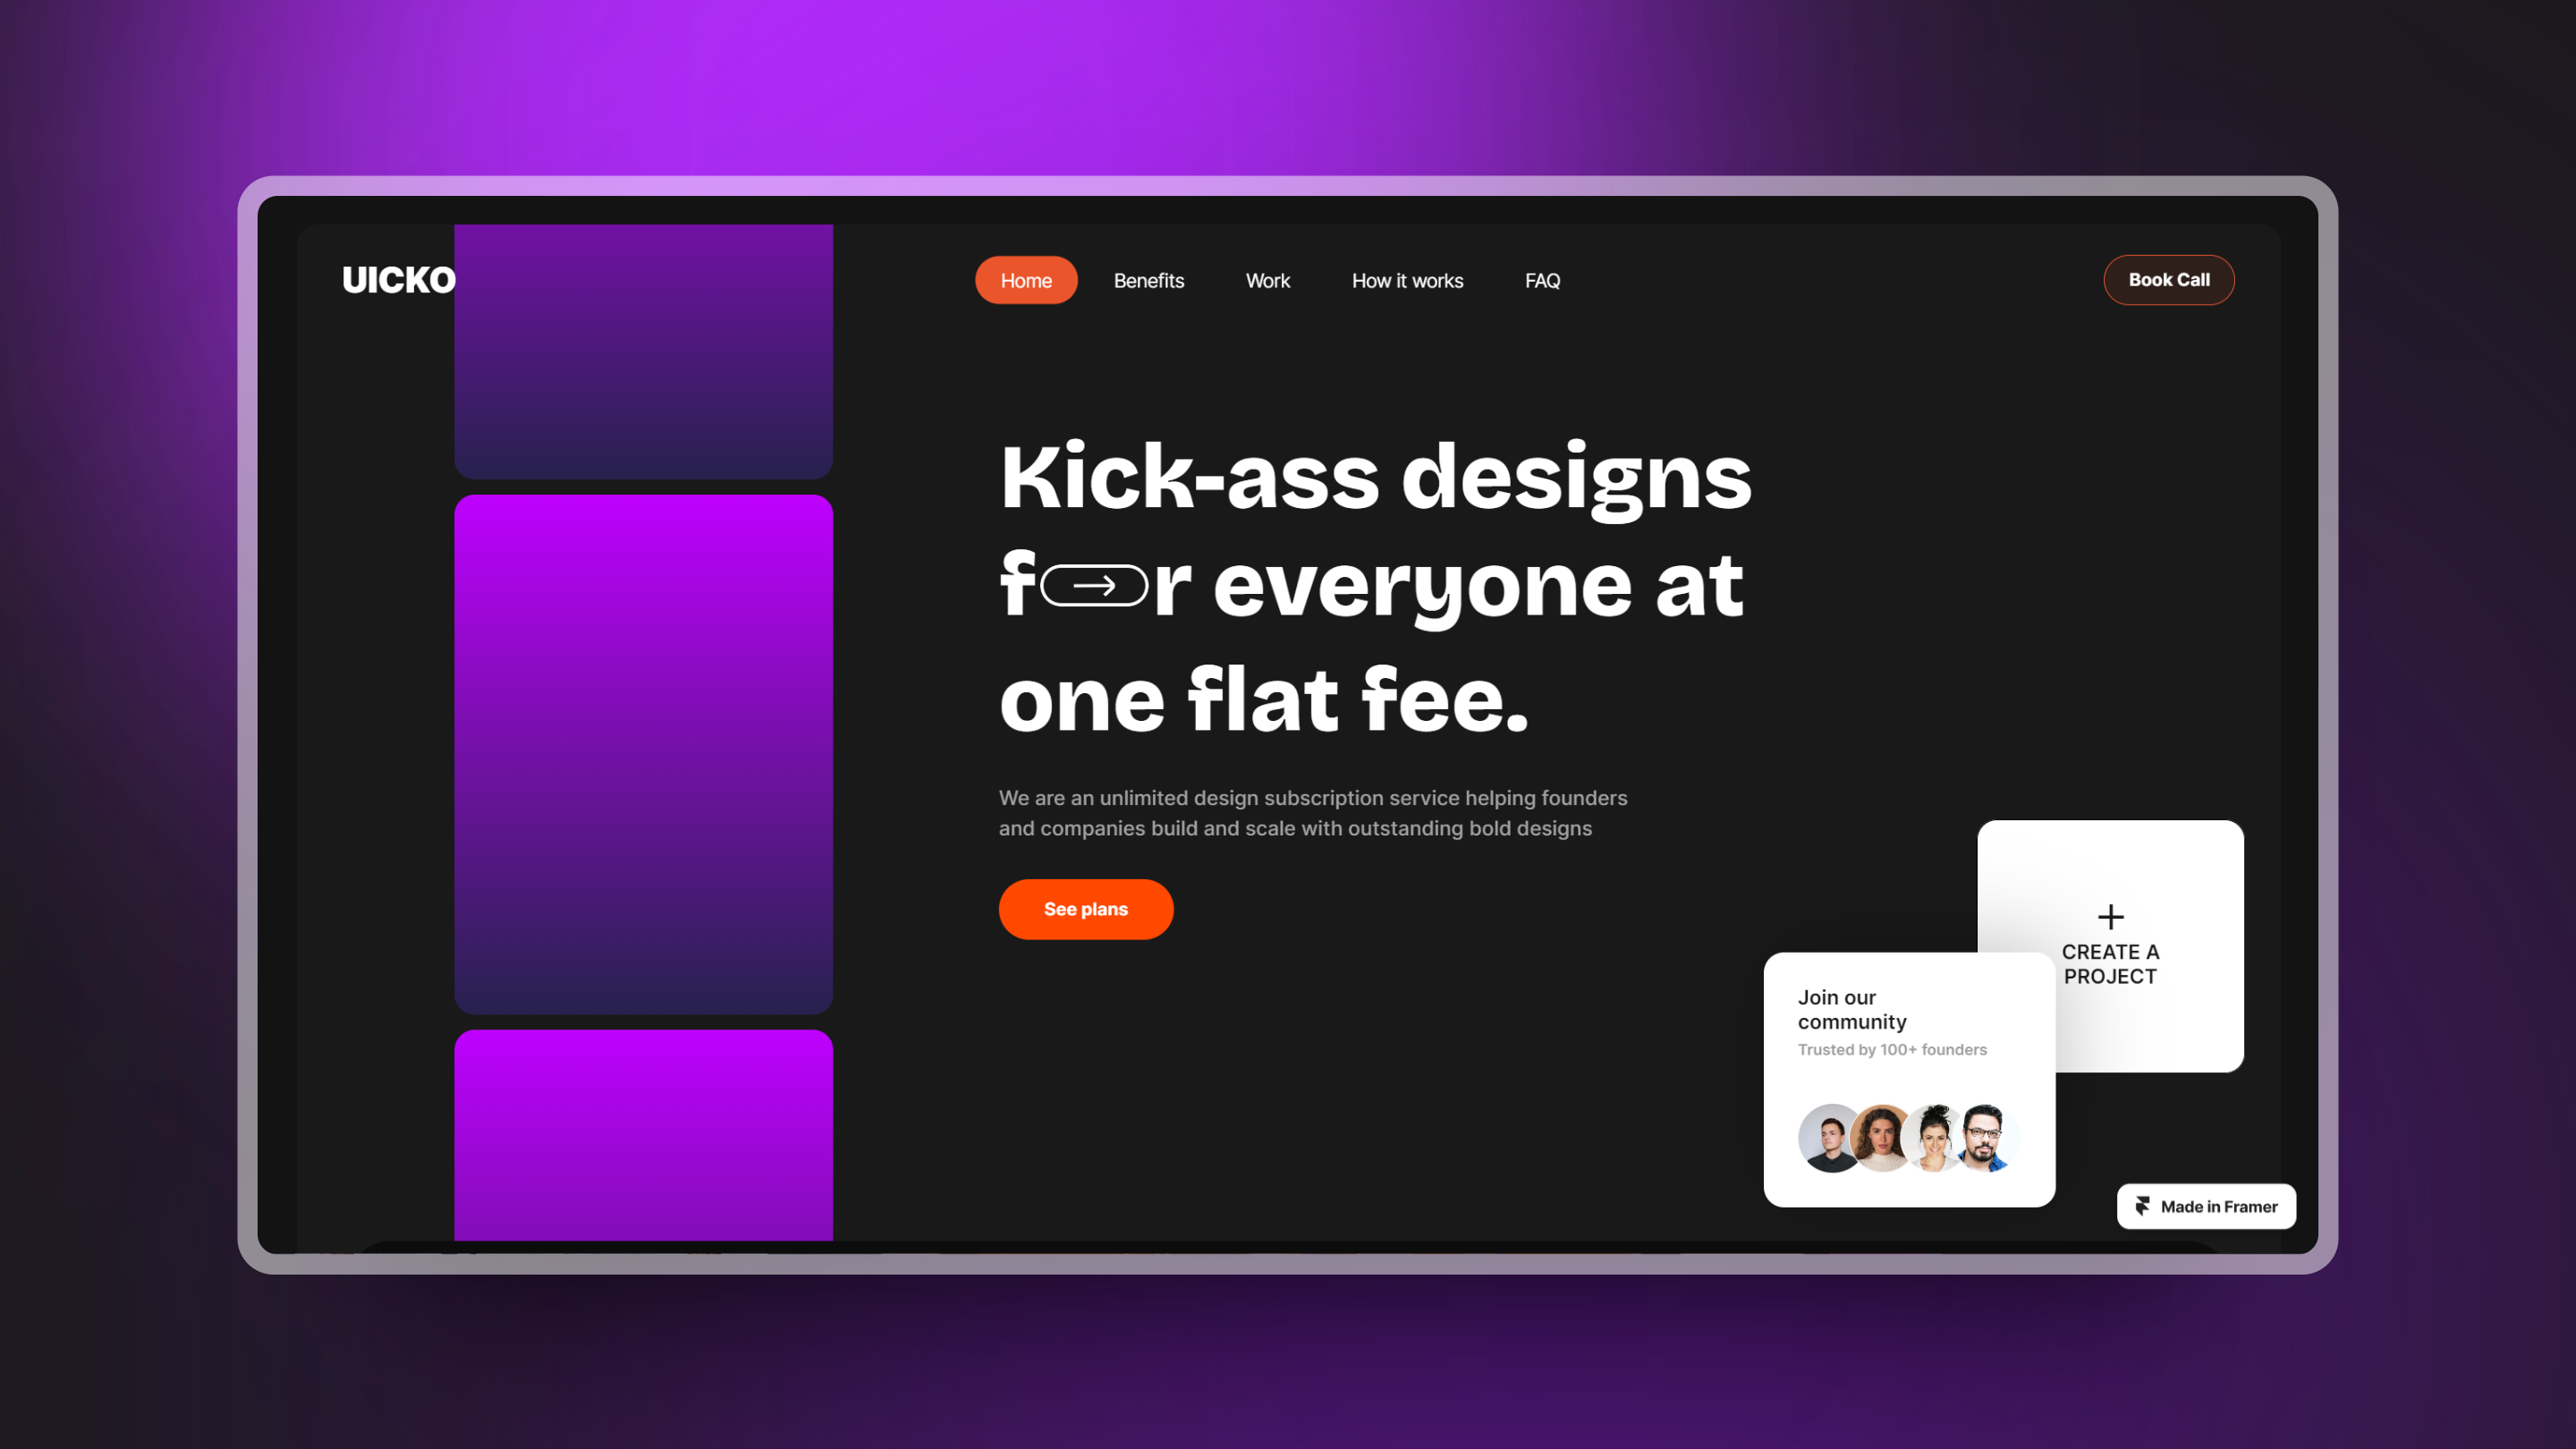 UICKO
Home
Benefits
Work
How it works
FAQ
Book Call
Kick-ass designs
f r everyone at
one flat fee.
We are an unlimited design subscription service helping founders
and companies build and scale with outstanding bold designs
See plans
CREATE A
PROJECT
Join our
community
Trusted by 100+ founders
Made in Framer